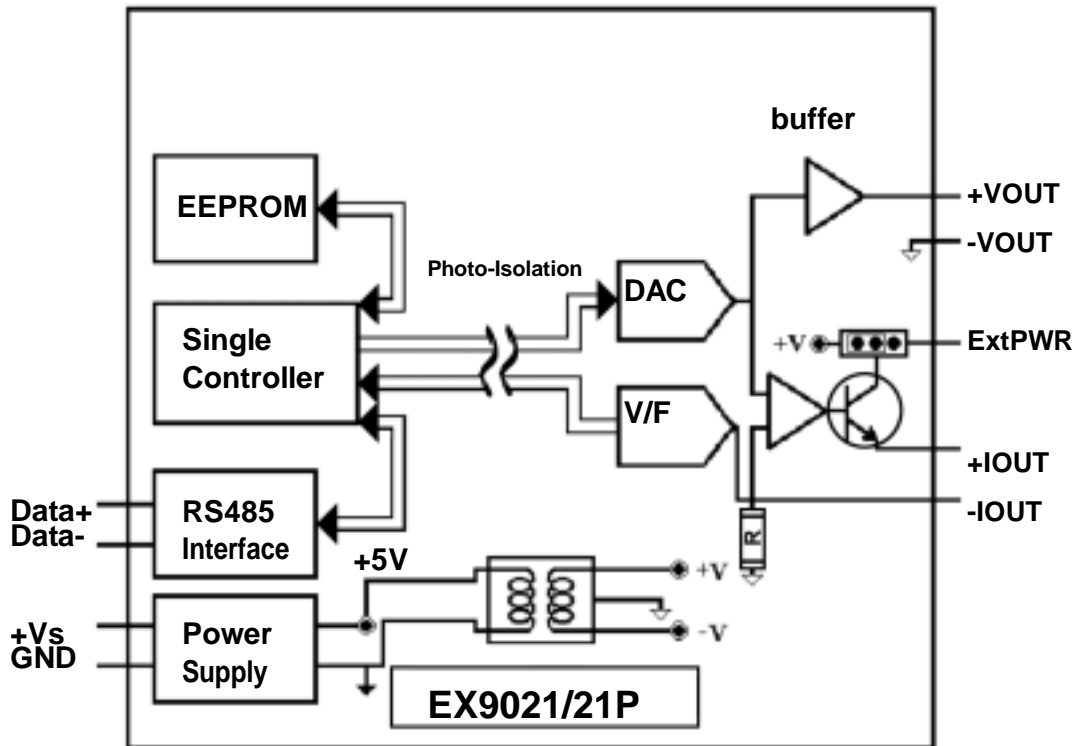 buffer
EEPROM
+VOUT
-VOUT
Photo-Isolation
DAC
Single
Controller
+V
ExtPWR
V/F
+IOUT
-IOUT
Data+
Data-
RS485
Interface
R
+5V
+V
-V
+Vs
GND
Power
Supply
EX9021/21P